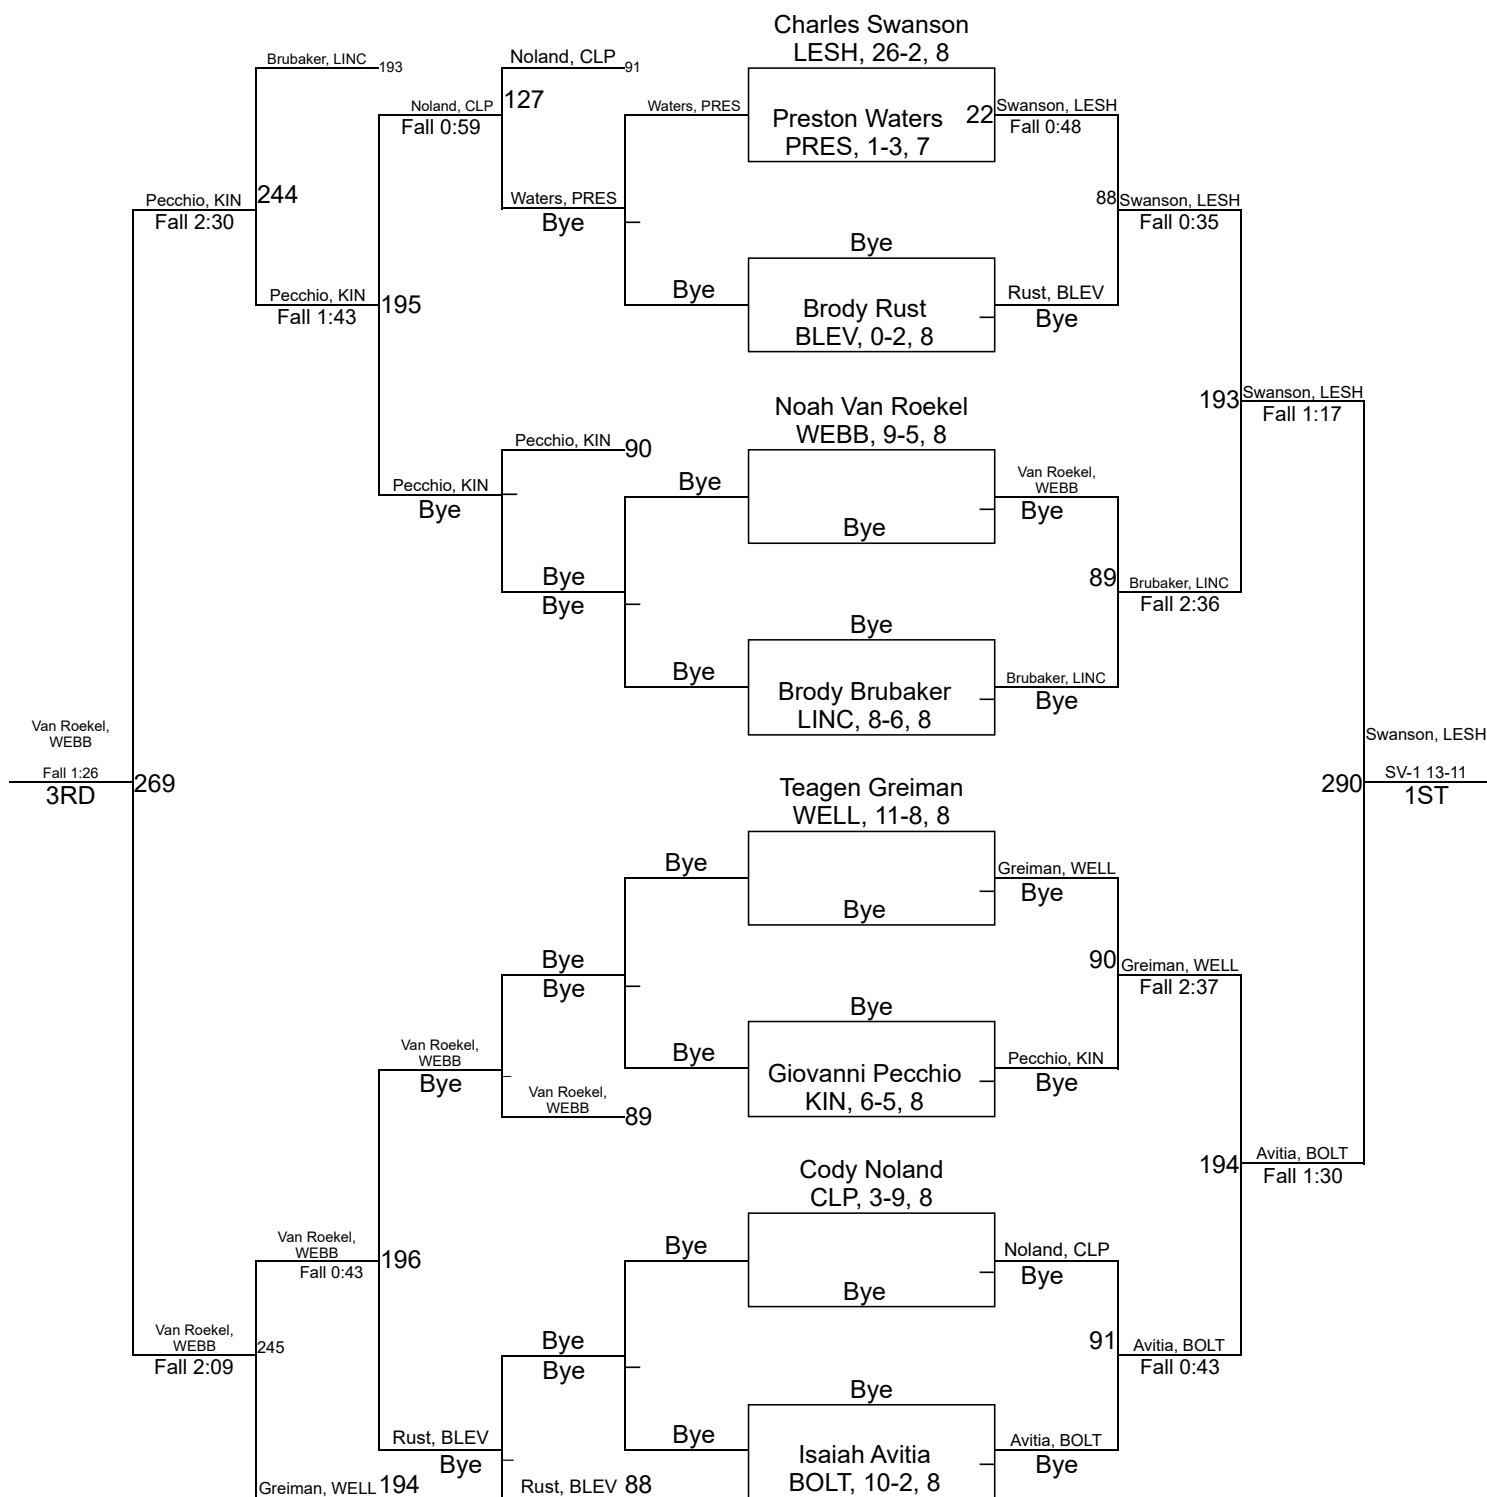 Charles Swanson
LESH, 26-2, 8
Brubaker, LINC 193
Noland, CLP 91
Noland, CLP
127
Fall 0:59
Waters, PRES
Preston Waters
PRES, 1-3, 7
22
Swanson, LESH
Fall 0:48
Pecchio, KIN
244
Fall 2:30
Waters, PRES
Bye
88
Swanson, LESH
Fall 0:35
Bye
Pecchio, KIN
Fall 1:43
195
Bye
Brody Rust
BLEV, 0-2, 8
Rust, BLEV
Bye
193
Swanson, LESH
Fall 1:17
Noah Van Roekel
WEBB, 9-5, 8
Pecchio, KIN 90
Pecchio, KIN
Bye
Bye
Bye
Van Roekel,
WEBB
Bye
Bye
Bye
89
Brubaker, LINC
Fall 2:36
Bye
Bye
Brody Brubaker
LINC, 8-6, 8
Brubaker, LINC
Bye
Van Roekel,
WEBB
Fall 1:26
3RD
269
Swanson, LESH
290
SV-1 13-11
1ST
Teagen Greiman
WELL, 11-8, 8
Bye
Bye
Greiman, WELL
Bye
Bye
Bye
90
Greiman, WELL
Fall 2:37
Bye
Bye
Giovanni Pecchio
KIN, 6-5, 8
Pecchio, KIN
Bye
Van Roekel,
WEBB
Bye
Van Roekel,
WEBB
89
194
Avitia, BOLT
Fall 1:30
Cody Noland
CLP, 3-9, 8
Van Roekel,
WEBB
Fall 0:43
196
Bye
Bye
Noland, CLP
Bye
Van Roekel,
WEBB
Fall 2:09
245
Bye
Bye
91
Avitia, BOLT
Fall 0:43
Bye
Rust, BLEV
Bye
Bye
Isaiah Avitia
BOLT, 10-2, 8
Avitia, BOLT
Bye
Greiman, WELL 194
Rust, BLEV 88